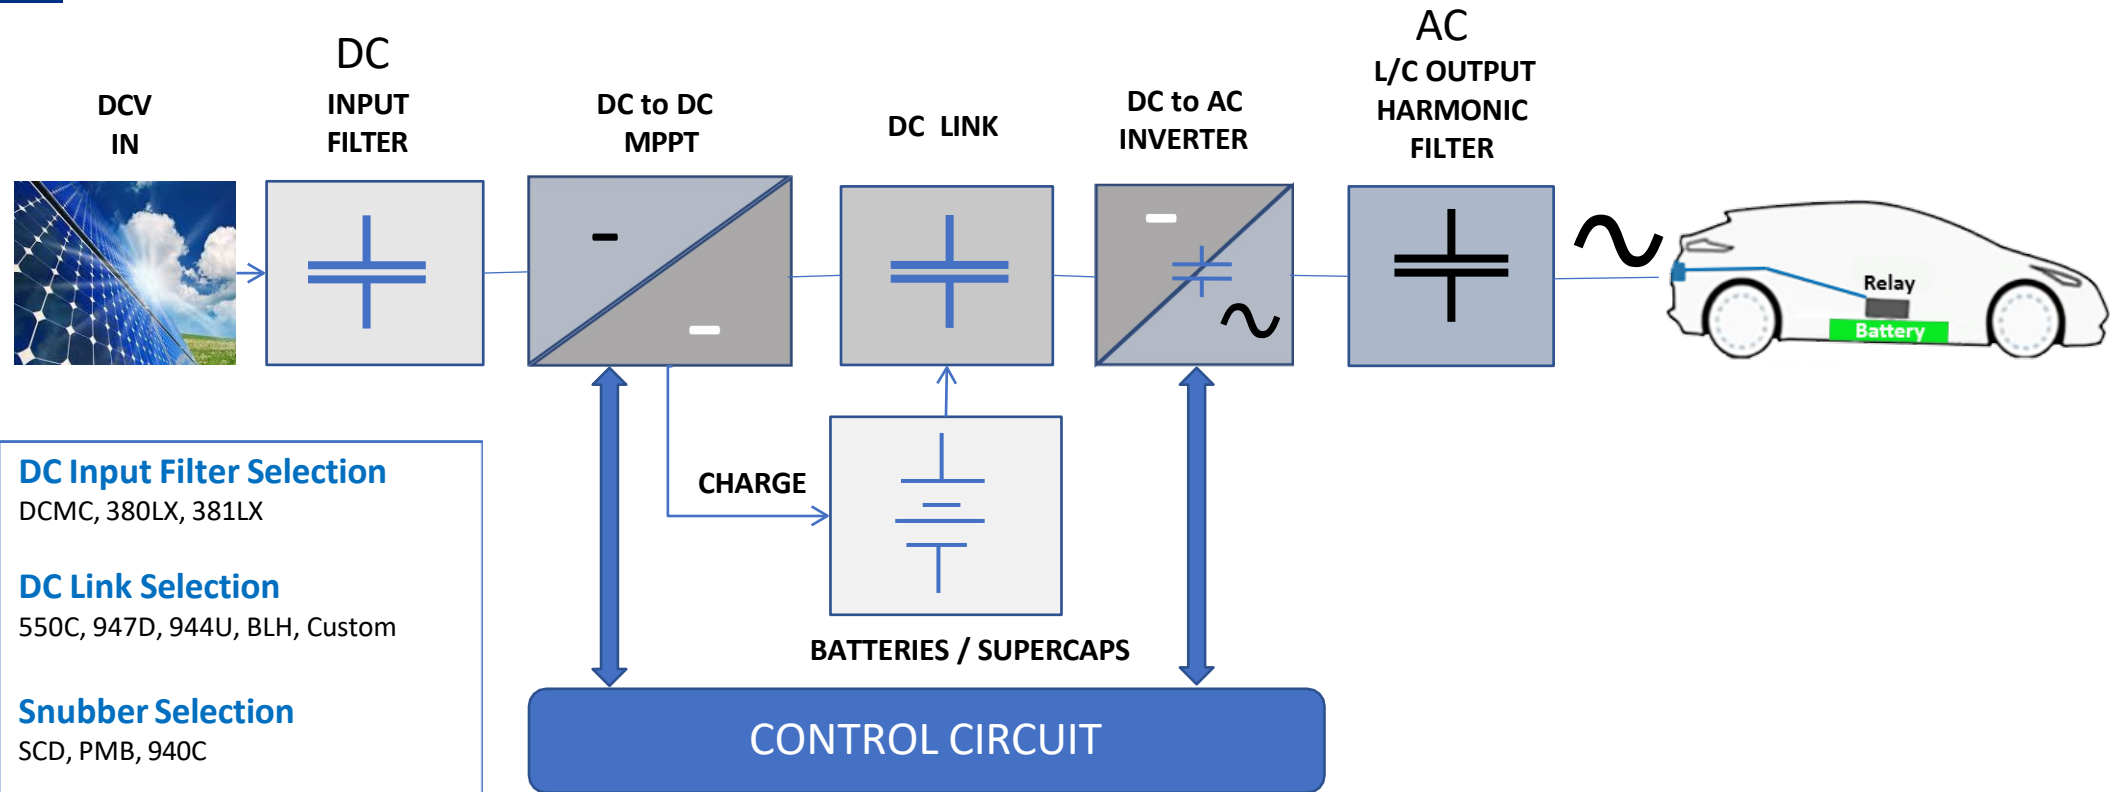 DC
AC
DCV
IN
INPUT
FILTER
DC to DC
MPPT
DC LINK
DC to AC
INVERTER
L/C OUTPUT
HARMONIC
FILTER
Relay
Battery
CHARGE
BATTERIES / SUPERCAPS
CONTROL CIRCUIT
DC Input Filter Selection
DCMC, 380LX, 381LX
DC Link Selection
550C, 947D, 944U, BLH, Custom
Snubber Selection
SCD, PMB, 940C